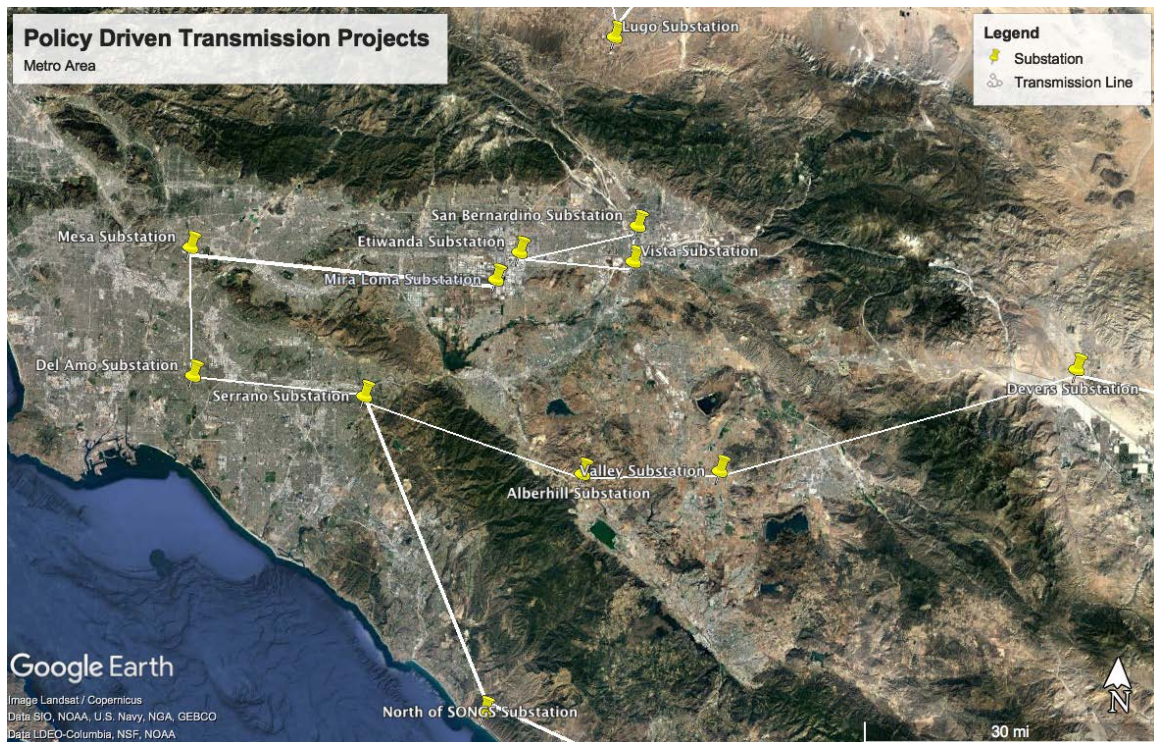 Policy Driven Transmission Projects
Metro Area
Lugo Substation
Legend
Substation
Transmission Line
San Bernardino Substation
Mesa Substation
Etiwanda Substation
Vista Substation
Mira Loma Substation
Del Amo Substation
Serrano Substation
Devers Substation
Valley Substation
Alberhill Substation
North of SONGS Substation
Google Earth
Image Landsat / Copernicus
Data SIO, NOAA, U.S. Navy, NGA, GEBCO
Data LDEO-Columbia, NSF, NOAA
N
30 mi